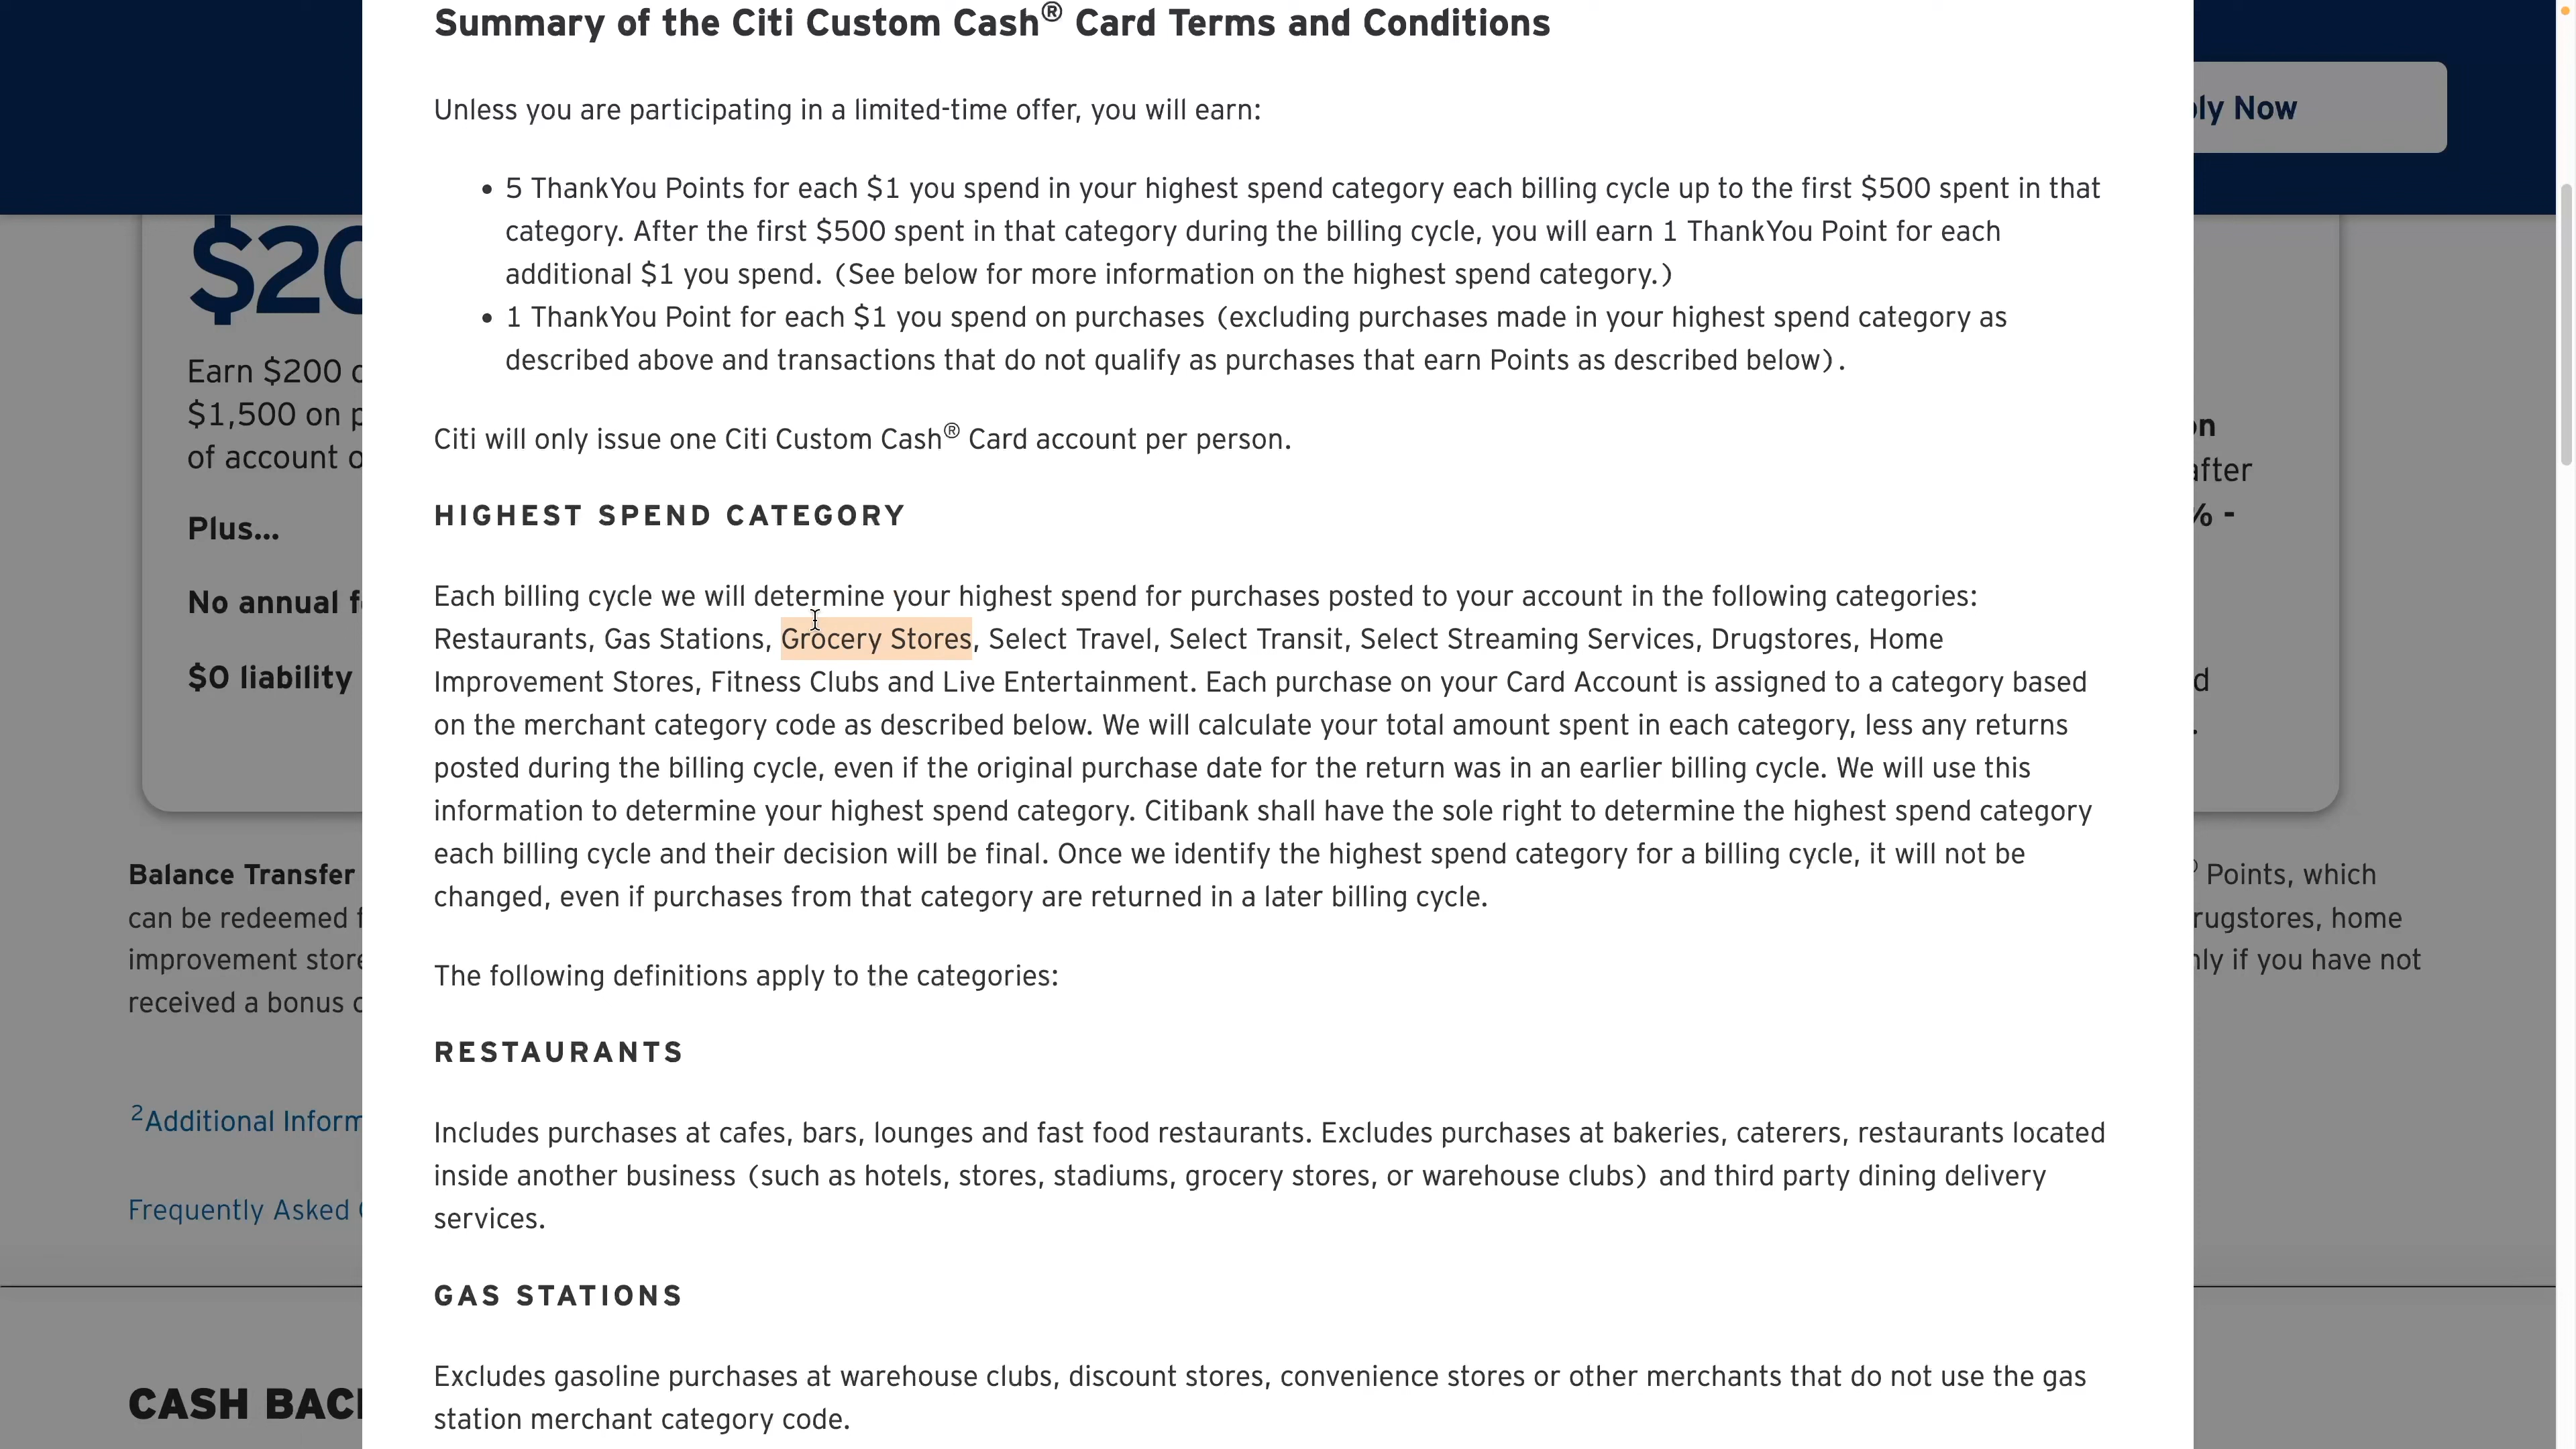 Summary of the Citi Custom Cash® Card Terms and Conditions
Unless you are participating in a limited-time offer, you will earn:
• 5 ThankYou Points for each $1 you spend in your highest spend category each billing cycle up to the first $500 spent in that
category. After the first $500 spent in that category during the billing cycle, you will earn 1 ThankYou Point for each
additional $1 you spend. (See below for more information on the highest spend category.)
• 1 ThankYou Point for each $1 you spend on purchases (excluding purchases made in your highest spend category as
described above and transactions that do not qualify as purchases that earn Points as described below).
Citi will only issue one Citi Custom Cash® Card account per person.
HIGHEST SPEND CATEGORY
Each billing cycle we will determine your highest spend for purchases posted to your account in the following categories:
Restaurants, Gas Stations, Grocery Stores, Select Travel, Select Transit, Select Streaming Services, Drugstores, Home
Improvement Stores, Fitness Clubs and Live Entertainment. Each purchase on your Card Account is assigned to a category based
on the merchant category code as described below. We will calculate your total amount spent in each category, less any returns
posted during the billing cycle, even if the original purchase date for the return was in an earlier billing cycle. We will use this
information to determine your highest spend category. Citibank shall have the sole right to determine the highest spend category
each billing cycle and their decision will be final. Once we identify the highest spend category for a billing cycle, it will not be
changed, even if purchases from that category are returned in a later billing cycle.
The following definitions apply to the categories:
RESTAURANTS
Includes purchases at cafes, bars, lounges and fast food restaurants. Excludes purchases at bakeries, caterers, restaurants located
inside another business (such as hotels, stores, stadiums, grocery stores, or warehouse clubs) and third party dining delivery
services.
GAS STATIONS
Excludes gasoline purchases at warehouse clubs, discount stores, convenience stores or other merchants that do not use the gas
station merchant category code.
$20
Earn $200
$1,500 on
of account
Plus...
No annual
$0 liability
Balance Transfer
can be redeemed
improvement
received a bonus
²Additional
Frequently Asked
CASH
Now
after
% -
Points, which
home
if you have not